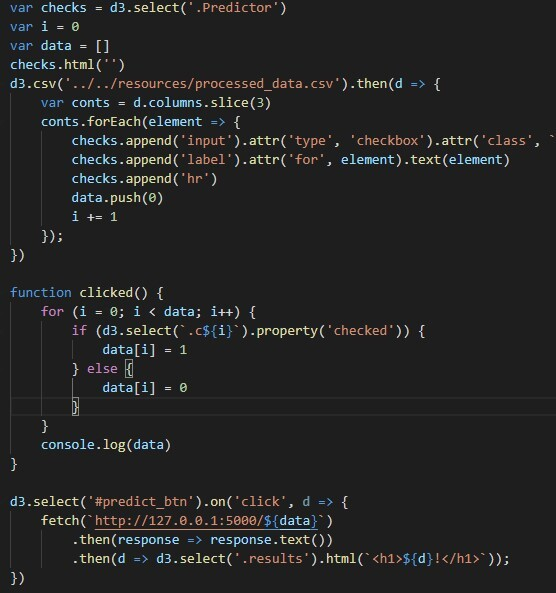 var checks = d3.select('.Predictor')
var i = 0
var data = []
checks.html('')
d3.csv('../../resources/processed_data.csv').then(d => {
    var conts = d.columns.slice(3)
    conts.forEach(element => {
        checks.append('input').attr('type', 'checkbox').attr('class', `
        checks.append('label').attr('for', element).text(element)
        checks.append('hr')
        data.push(0)
        i += 1
    });
})

function clicked() {
    for (i = 0; i < data; i++) {
        if (d3.select(`.c${i}`).property('checked')) {
            data[i] = 1
        } else {
            data[i] = 0
        }
    }
    console.log(data)
}

d3.select('#predict_btn').on('click', d => {
    fetch(`http://127.0.0.1:5000/${data}`)
        .then(response => response.text())
        .then(d => d3.select('.results').html(`<h1>${d}!</h1>`));
})